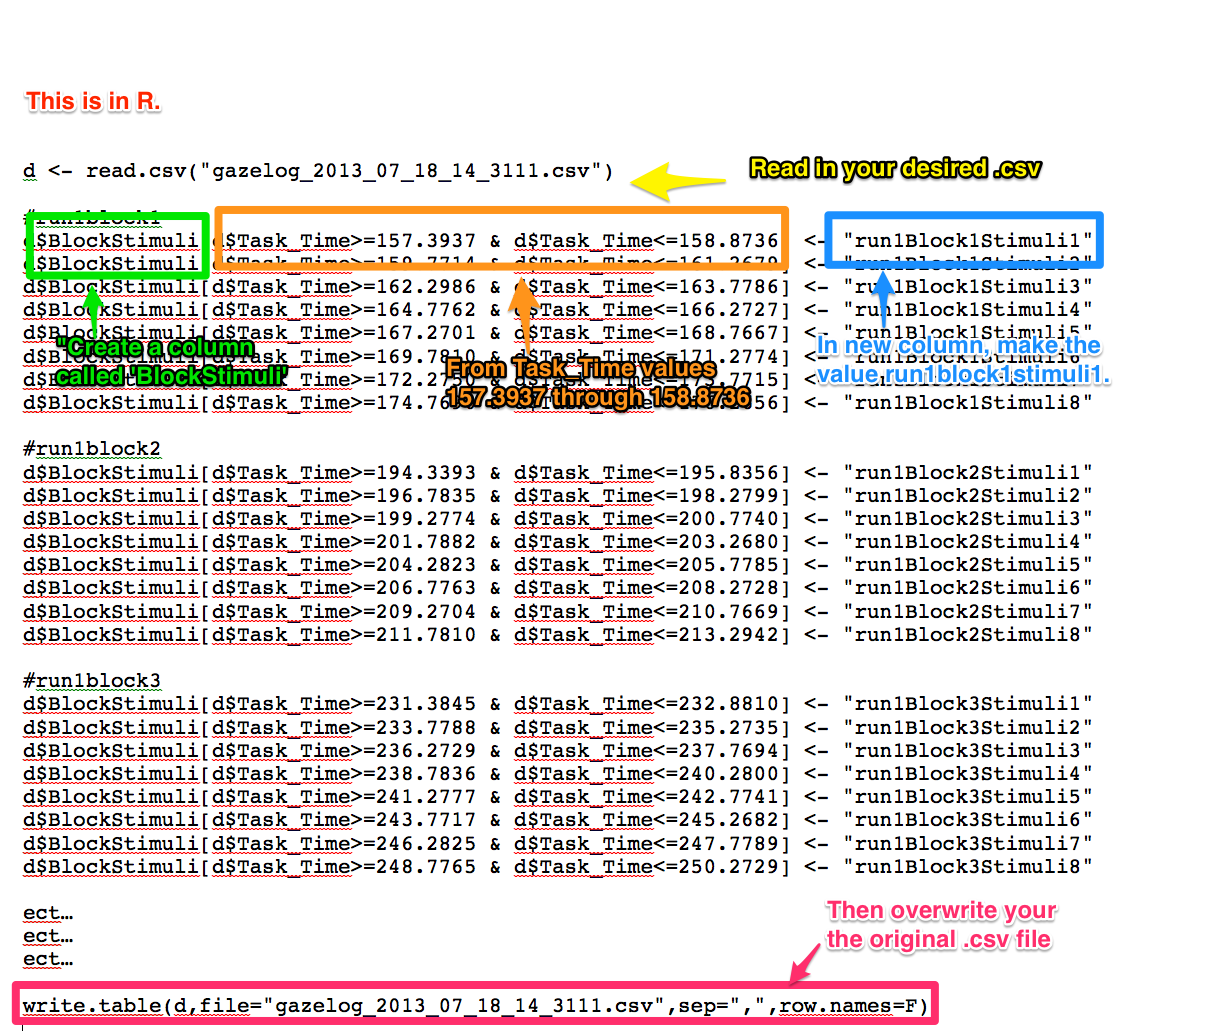 This is in R.
d <- read.csv("gazelog_2013_07_18_14_3111.csv")
Read in your desired .csv
#run1block1
d$BlockStimuli d$Task_Time>=157.3937 & d$Task_Time<=158.8736 <- "run1Block1Stimuli1"
d$BlockStimuli d$Task_Time>=159.7714 & d$Task_Time<=161.2679 <- "run1Block1Stimuli2"
d$BlockStimuli[d$Task_Time>=162.2986 & d$Task_Time<=163.7786] <- "run1Block1Stimuli3"
d$BlockStimuli[d$Task_Time>=164.7762 & d$Task_Time<=166.2727] <- "run1Block1Stimuli4"
d$BlockStimuli[d$Task_Time>=167.2701 & d$Task_Time<=168.7667] <- "run1Block1Stimuli5"
d$BlockStimuli[d$Task_Time>=169.7810 & d$Task_Time<=171.2774] <- "run1Block1Stimuli6"
d$Task_Time>=172.2750 & <- 
d$BlockStimuli[d$Task_Time <- "run1Block1Stimuli8"
"Create a column
called 'BlockStimuli'
From Task_Time values
157.3937 through 158.8736
In new column, make the
value run1block1stimuli1.
#run1block2
d$BlockStimuli[d$Task_Time>=194.3393 & d$Task_Time<=195.8356] <- "run1Block2Stimuli1"
d$BlockStimuli[d$Task_Time>=196.7835 & d$Task_Time<=198.2799] <- "run1Block2Stimuli2"
d$BlockStimuli[d$Task_Time>=199.2774 & d$Task_Time<=200.7740] <- "run1Block2Stimuli3"
d$BlockStimuli[d$Task_Time>=201.7882 & d$Task_Time<=203.2680] <- "run1Block2Stimuli4"
d$BlockStimuli[d$Task_Time>=204.2823 & d$Task_Time<=205.7785] <- "run1Block2Stimuli5"
d$BlockStimuli[d$Task_Time>=206.7763 & d$Task_Time<=208.2728] <- "run1Block2Stimuli6"
d$BlockStimuli[d$Task_Time>=209.2704 & d$Task_Time<=210.7669] <- "run1Block2Stimuli7"
d$BlockStimuli[d$Task_Time>=211.7810 & d$Task_Time<=213.2942] <- "run1Block2Stimuli8"
#run1block3
d$BlockStimuli[d$Task_Time>=231.3845 & d$Task_Time<=232.8810] <- "run1Block3Stimuli1"
d$BlockStimuli[d$Task_Time>=233.7788 & d$Task_Time<=235.2735] <- "run1Block3Stimuli2"
d$BlockStimuli[d$Task_Time>=236.2729 & d$Task_Time<=237.7694] <- "run1Block3Stimuli3"
d$BlockStimuli[d$Task_Time>=238.7836 & d$Task_Time<=240.2800] <- "run1Block3Stimuli4"
d$BlockStimuli[d$Task_Time>=241.2777 & d$Task_Time<=242.7741] <- "run1Block3Stimuli5"
d$BlockStimuli[d$Task_Time>=243.7717 & d$Task_Time<=245.2682] <- "run1Block3Stimuli6"
d$BlockStimuli[d$Task_Time>=246.2825 & d$Task_Time<=247.7789] <- "run1Block3Stimuli7"
d$BlockStimuli[d$Task_Time>=248.7765 & d$Task_Time<=250.2729] <- "run1Block3Stimuli8"
ect…
ect…
ect…
Then overwrite your
the original .csv file
write.table(d,file="gazelog_2013_07_18_14_3111.csv",sep=",",row.names=F)